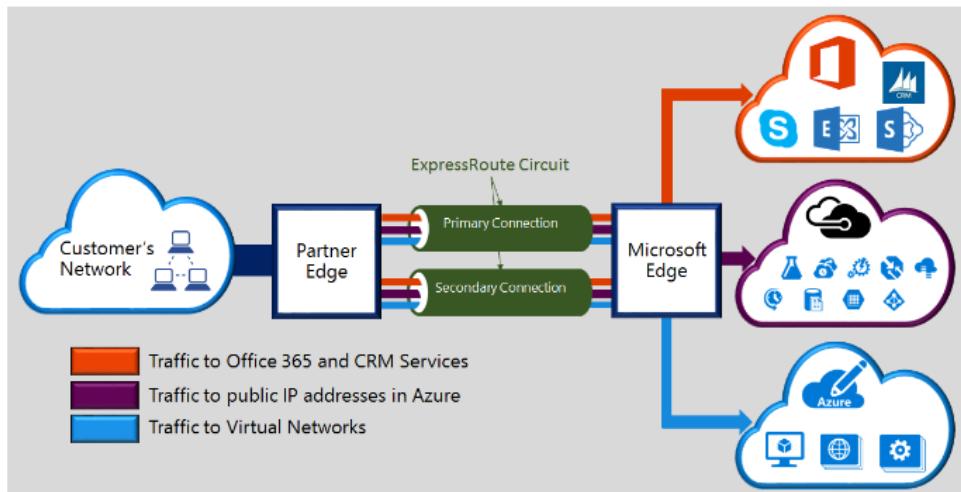 CRM
ExpressRoute Circuit
Customer's
Network
Partner
Edge
Primary Connection
Secondary Connection
Microsoft
Edge
S
E
S
Azure
Traffic to Office 365 and CRM Services
Traffic to public IP addresses in Azure
Traffic to Virtual Networks